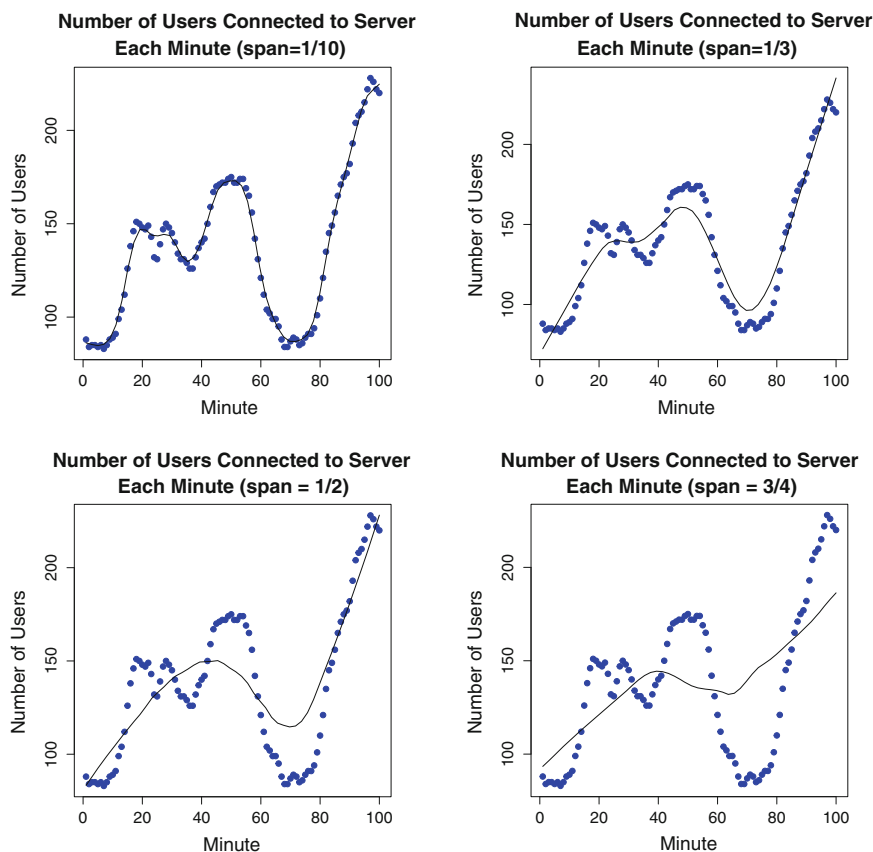 Number of Users Connected to Server
Each Minute (span=1/10)
Number of Users
200
150
100
0 20 40 60 80 100
Minute
Number of Users Connected to Server
Each Minute (span=1/3)
Number of Users
200
150
100
0 20 40 60 80 100
Minute
Number of Users Connected to Server
Each Minute (span = 1/2)
Number of Users
200
150
100
0 20 40 60 80 100
Minute
Number of Users Connected to Server
Each Minute (span = 3/4)
Number of Users
200
150
100
0 20 40 60 80 100
Minute